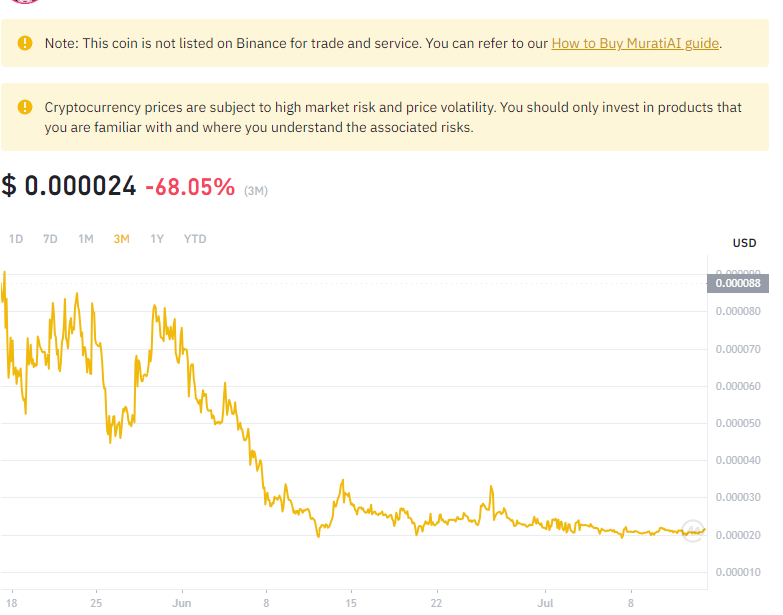 Note: This coin is not listed on Binance for trade and service. You can refer to our How to Buy MuratiAI guide.
Cryptocurrency prices are subject to high market risk and price volatility. You should only invest in products that
you are familiar with and where you understand the associated risks.
$ 0.000024 -68.05% (3M)
1D 7D 1M 3M 1Y YTD
USD
0.000090
0.000088
0.000080
0.000070
0.000060
0.000050
0.000040
0.000030
0.000020
0.000010
18 25 Jun 8 15 22 Jul 8